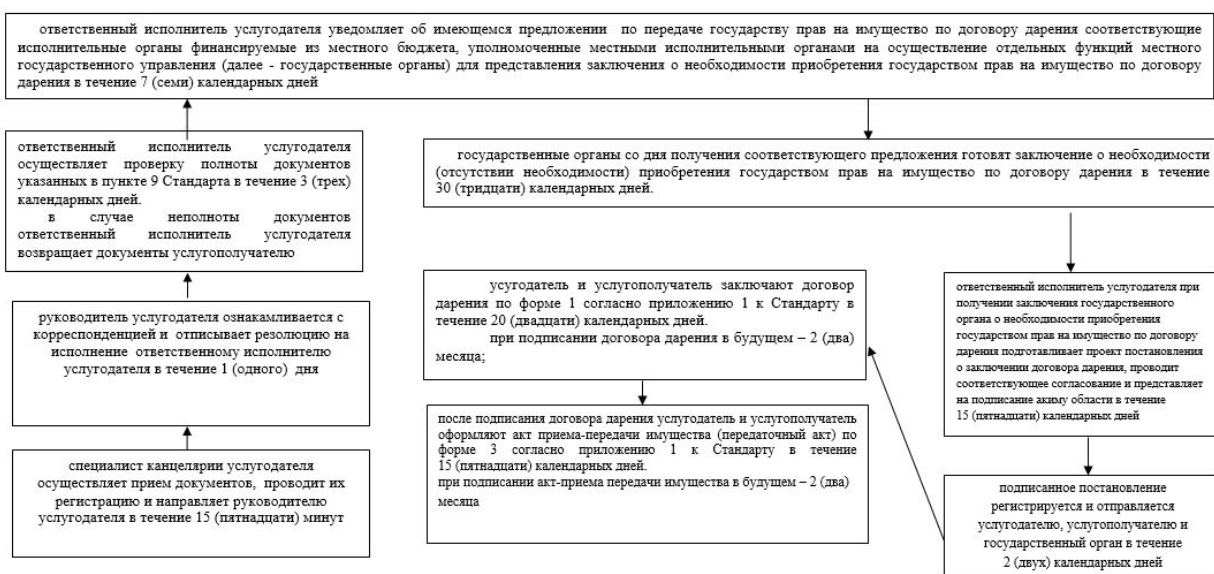 ответственный исполнитель услугодателя уведомляет об имеющемся предложении по передаче государству прав на имущество по договору дарения соответствующие
исполнительные органы финансируемые из местного бюджета, уполномоченные местными исполнительными органами на осуществление отдельных функций местного
государственного управления (далее - государственные органы) для представления заключения о необходимости приобретения государством прав на имущество по договору
дарения в течение 7 (семи) календарных дней
ответственный исполнитель услугодателя
осуществляет проверку полноты документов
указанных в пункте 9 Стандарта в течение 3 (трех)
календарных дней.
в случае неполноты документов
ответственный исполнитель услугодателя
возвращает документы услугополучателю
руководитель услугодателя ознакамливается с
корреспонденцией и отписывает резолюцию на
исполнение ответственному исполнителю
услугодателя в течение 1 (одного) дня
специалист канцелярии услугодателя
осуществляет прием документов, проводит их
регистрацию и направляет руководителю
услугодателя в течение 15 (пятнадцати) минут
государственные органы со дня получения соответствующего предложения готовят заключение о необходимости
(отсутствии необходимости) приобретения государством прав на имущество по договору дарения в течение
30 (тридцати) календарных дней.
усугодатель и услугополучатель заключают договор
дарения по форме 1 согласно приложению 1 к Стандарту в
течение 20 (двадцати) календарных дней.
при подписании договора дарения в будущем – 2 (два)
месяца;
после подписания договора дарения услугодатель и услугополучатель
оформляют акт приема-передачи имущества (передаточный акт) по
форме 3 согласно приложению 1 к Стандарту в течение
15 (пятнадцати) календарных дней.
при подписании акт-приема передачи имущества в будущем – 2 (два)
месяца
ответственный исполнитель услугодателя при
получении заключения государственного
органа о необходимости приобретения
государством прав на имущество по договору
дарения подготавливает проект постановления
о заключении договора дарения, проводит
соответствующее согласование и представляет
на подписание акиму области в течение
15 (пятнадцати) календарных дней
подписанное постановление
регистрируется и отправляется
услугодателю, услугополучателю и
государственный орган в течение
2 (двух) календарных дней